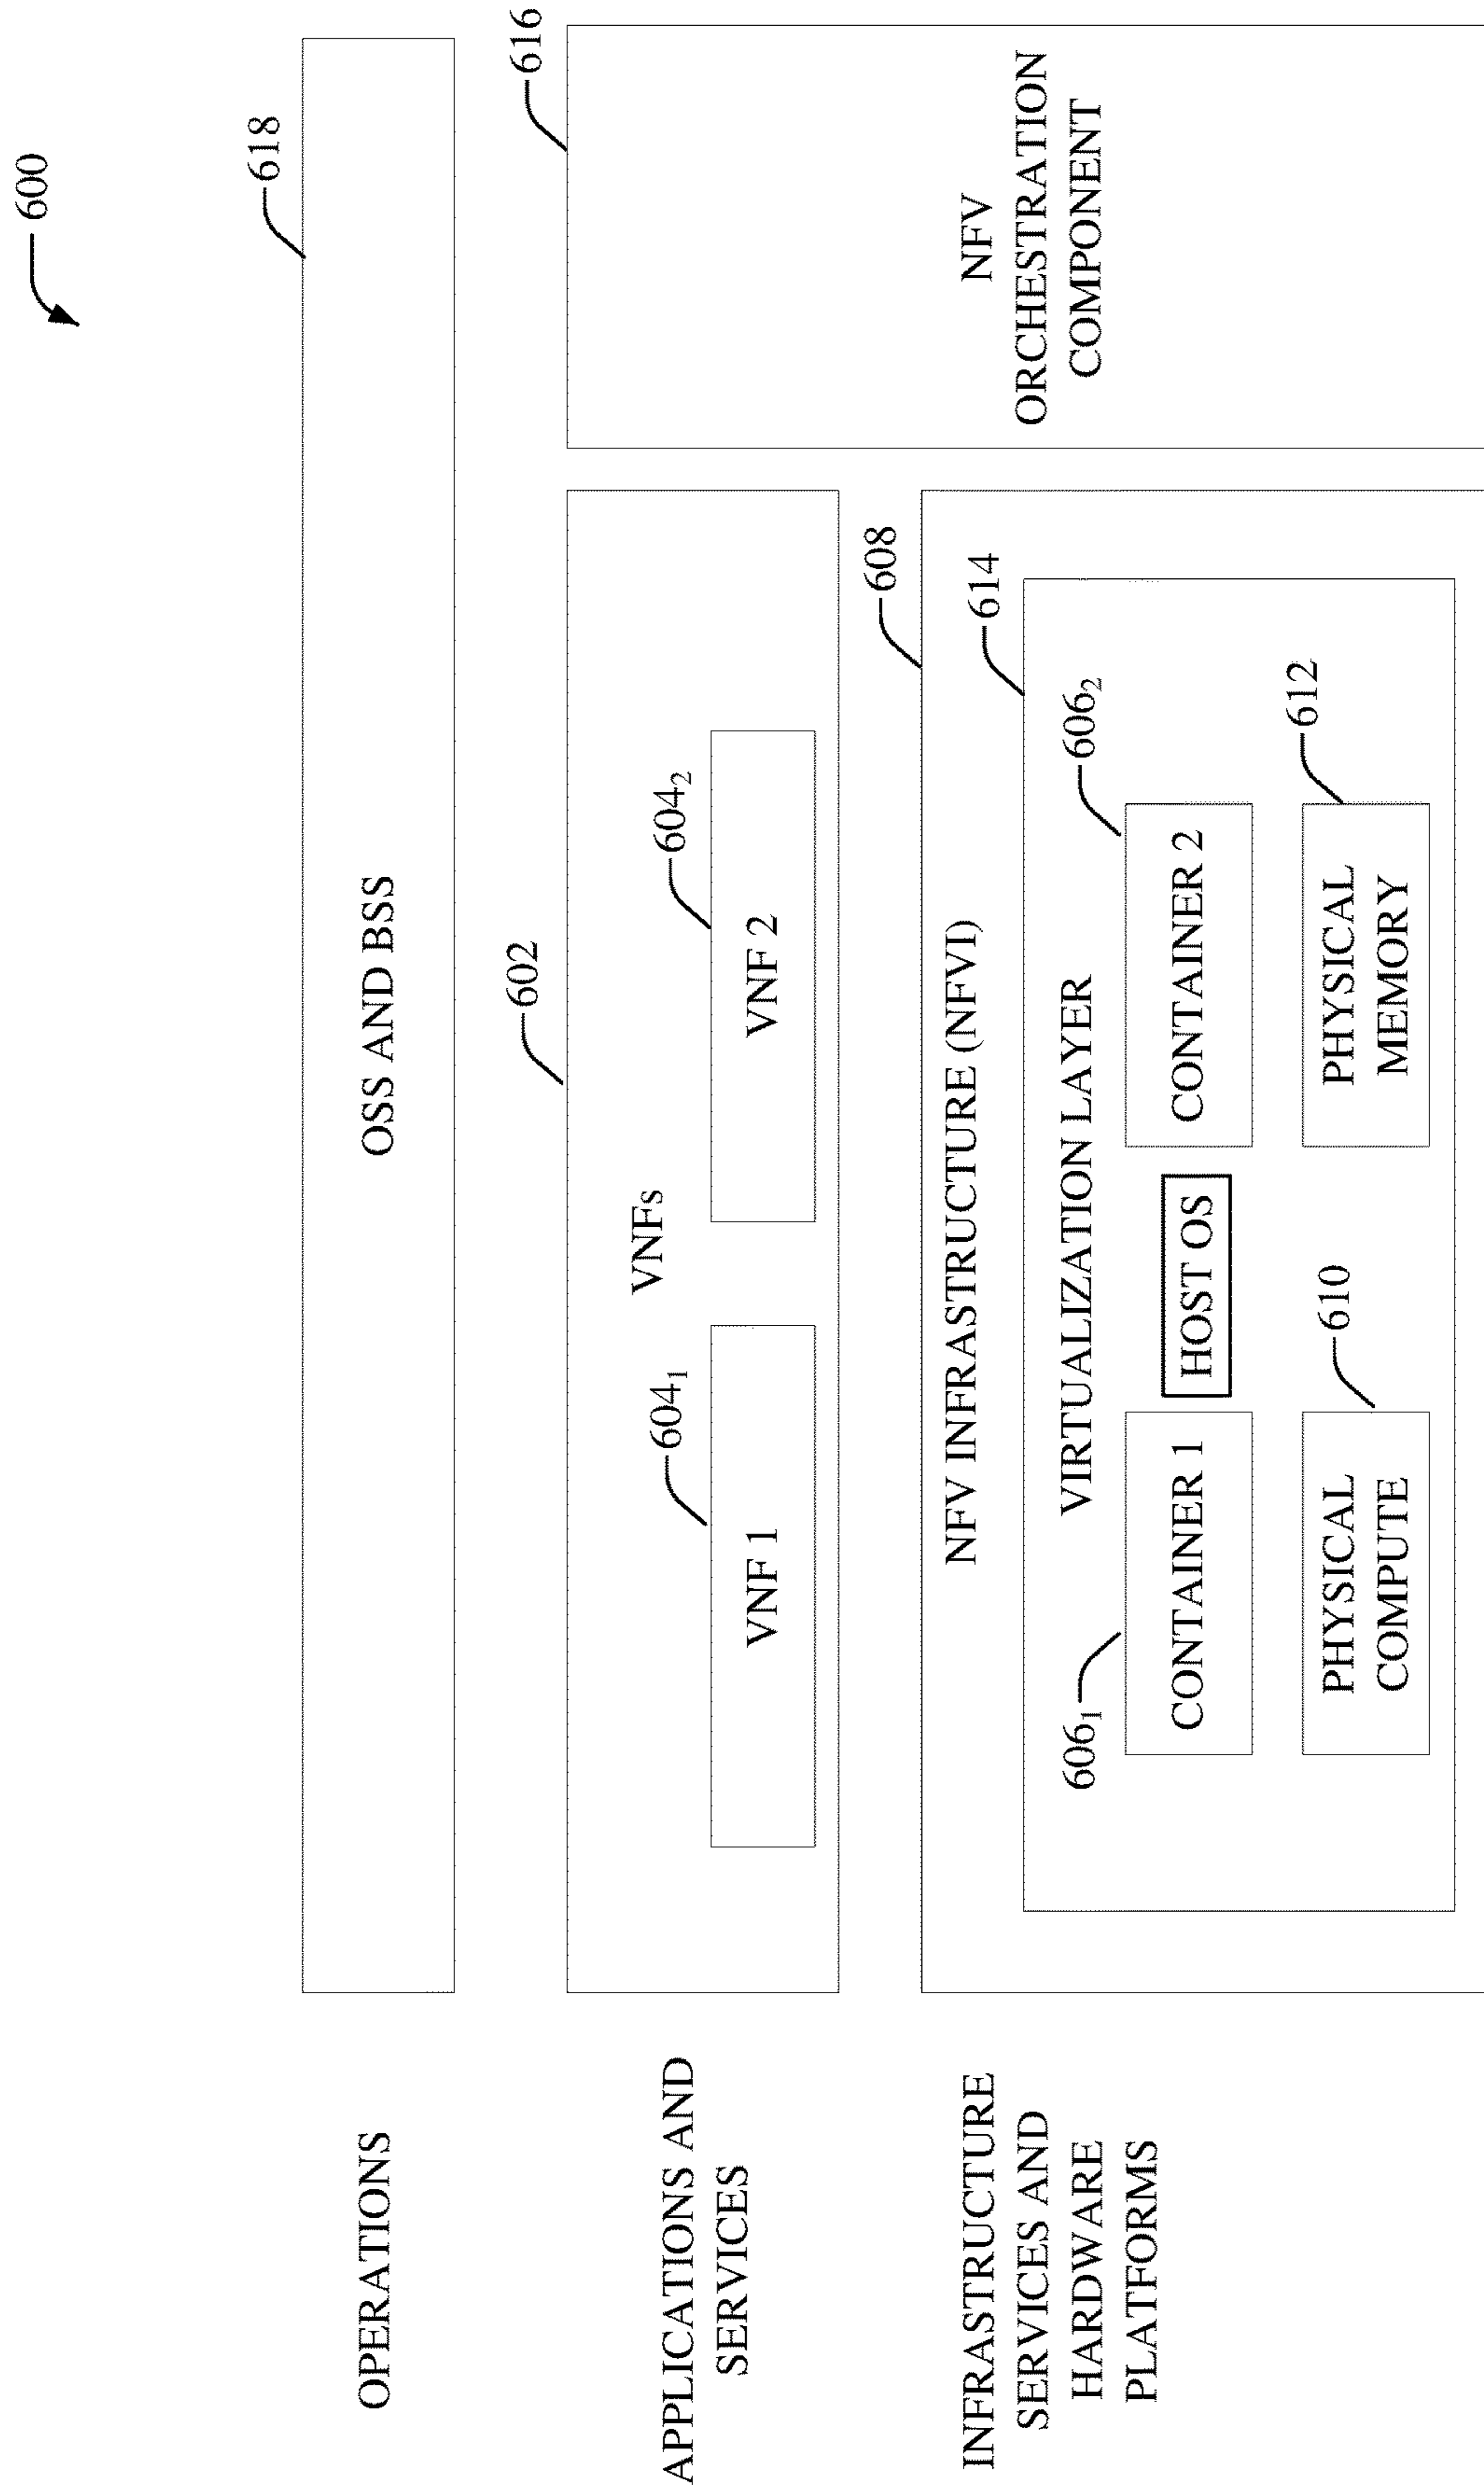 600
618
OPERATIONS
OSS AND BSS
602
616
APPLICATIONS AND
SERVICES
VNFs
604₁
604₂
VNF 1
VNF 2
NFV
ORCHESTRATION
COMPONENT
608
INFRASTRUCTURE
SERVICES AND
HARDWARE
PLATFORMS
NFV INFRASTRUCTURE (NFVI)
614
VIRTUALIZATION LAYER
606₁
606₂
CONTAINER 1
HOST OS
CONTAINER 2
610
612
PHYSICAL
COMPUTE
PHYSICAL
MEMORY